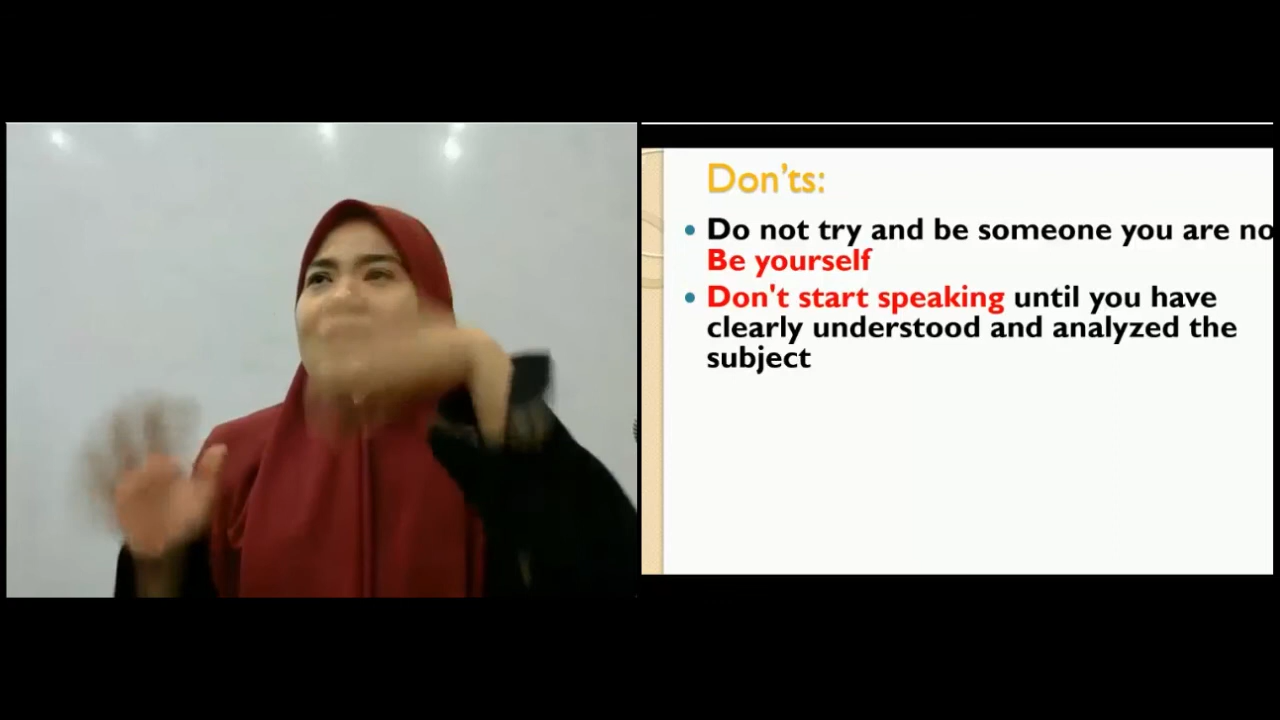 Don'ts:
Do not try and be someone you are no
Be yourself
Don't start speaking until you have
clearly understood and analyzed the
subject